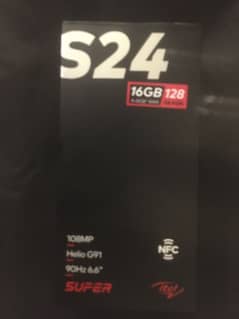 S24
16GB 128
108MP
Helio G91
90Hz 6.6"
NFC
SUPER
itel